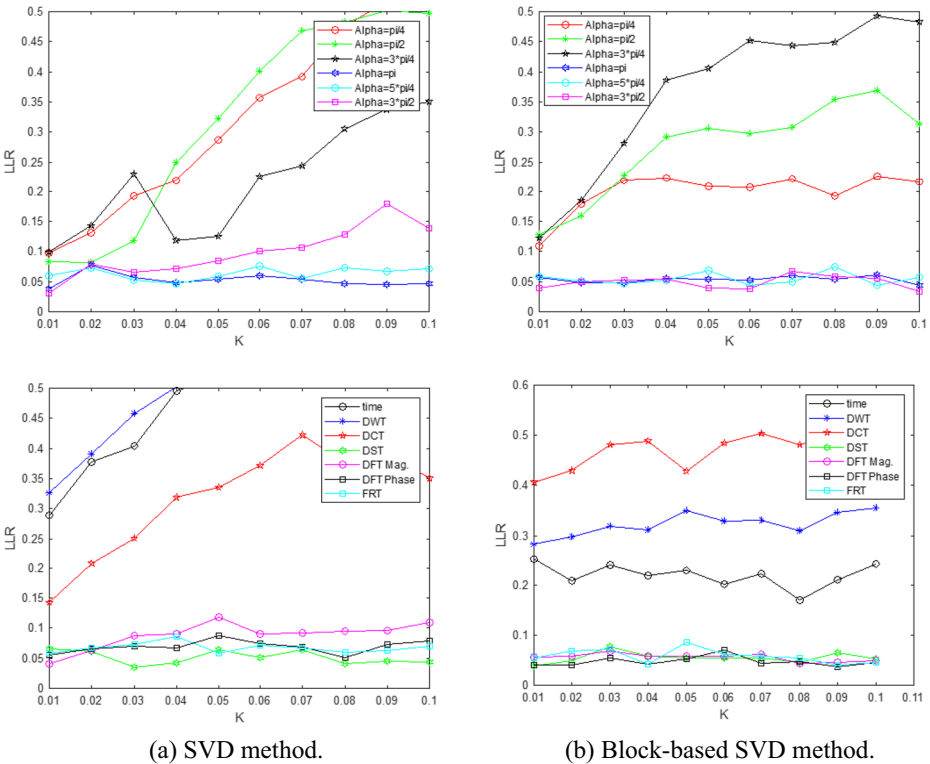 0.5
0.45
0.4
0.35
0.3
0.25
0.2
0.15
0.1
0.05
0
LLR
0.01 0.02 0.03 0.04 0.05 0.06 0.07 0.08 0.09 0.1
K
Alpha=pi/4
Alpha=pi/2
Alpha=3*pi/4
Alpha=pi
Alpha=5*pi/4
Alpha=3*pi/2
0.5
0.45
0.4
0.35
0.3
0.25
0.2
0.15
0.1
0.05
0
LLR
0.01 0.02 0.03 0.04 0.05 0.06 0.07 0.08 0.09 0.1
K
Alpha=pi/4
Alpha=pi/2
Alpha=3*pi/4
Alpha=pi
Alpha=5*pi/4
Alpha=3*pi/2
0.5
0.45
0.4
0.35
0.3
0.25
0.2
0.15
0.1
0.05
0
LLR
0.01 0.02 0.03 0.04 0.05 0.06 0.07 0.08 0.09 0.1
K
time
DWT
DCT
DST
DFT Mag.
DFT Phase
FRT
0.6
0.5
0.4
0.3
0.2
0.1
0
LLR
0.01 0.02 0.03 0.04 0.05 0.06 0.07 0.08 0.09 0.1 0.11
K
time
DWT
DCT
DST
DFT Mag.
DFT Phase
FRT
(a) SVD method.
(b) Block-based SVD method.